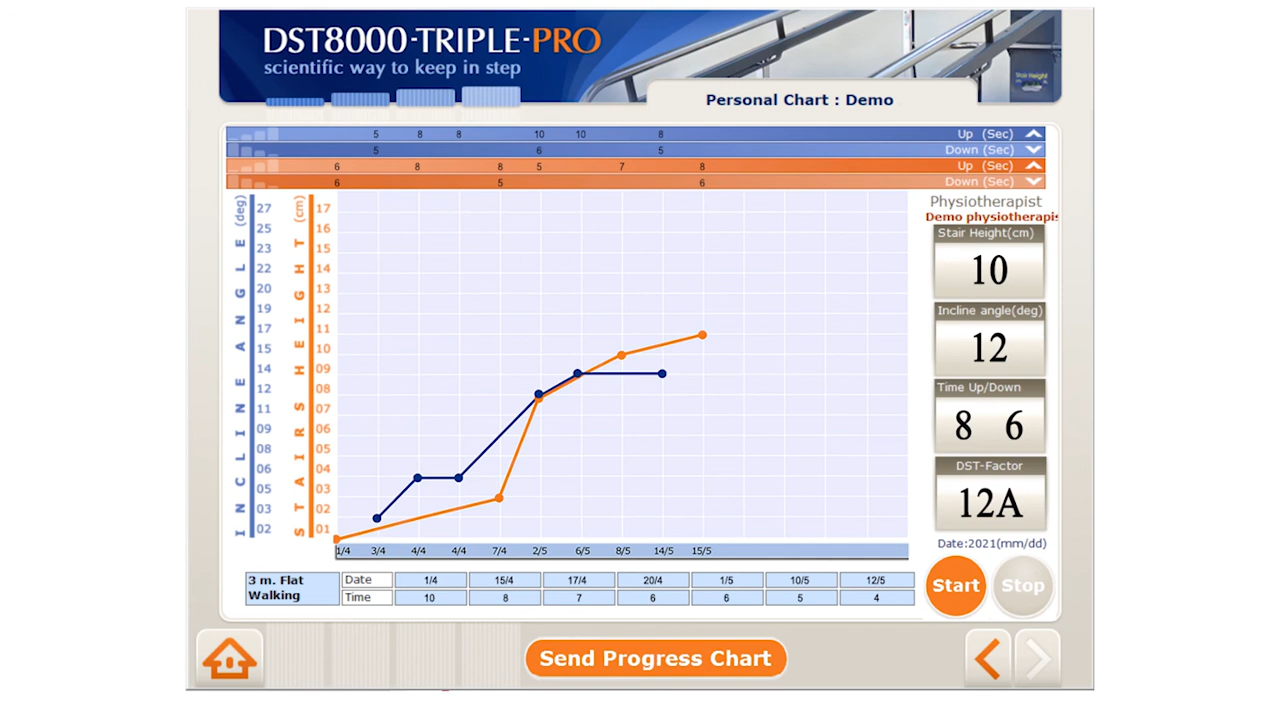 DST8000-TRIPLE-PRO
scientific way to keep in step
Stair Height
Personal Chart : Demo
5 8 8 10 10 8 Up (Sec)
5 6 5 Down (Sec)
6 8 8 5 7 8 Up (Sec)
6 5 6 Down (Sec)
INCLINE ANGLE (deg)
27
25
23
22
20
19
17
15
14
12
11
09
08
06
05
03
02
STAIRS HEIGHT (cm)
17
16
15
14
13
12
11
10
09
08
07
06
05
04
03
02
01
1/4 3/4 4/4 4/4 7/4 2/5 6/5 8/5 14/5 15/5
Physiotherapist
Demo physiotherapis
Stair Height(cm)
10
Incline angle(deg)
12
Time Up/Down
8 6
DST-Factor
12A
Date:2021(mm/dd)
3 m. Flat Walking
Date 1/4 15/4 17/4 20/4 1/5 10/5 12/5
Time 10 8 7 6 6 5 4
Start
Stop
Send Progress Chart